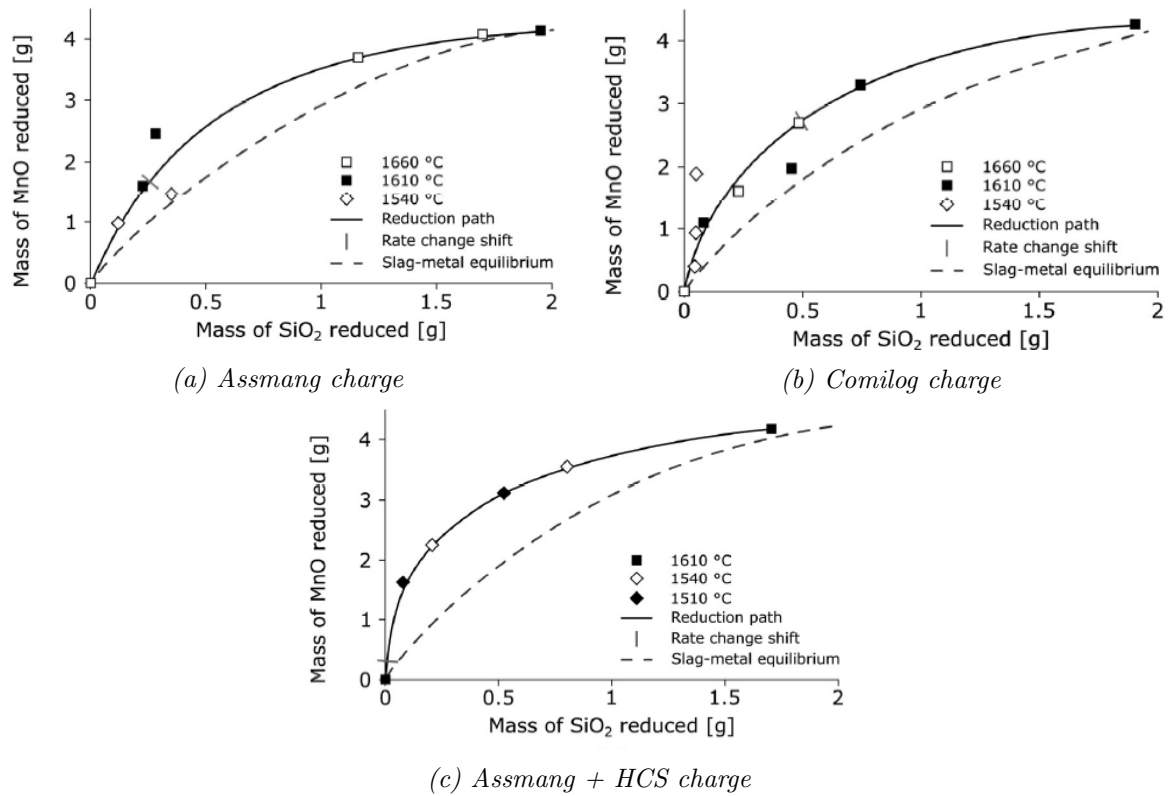 Mass of MnO reduced [g]
4
3
2
1
0
1660 °C
1610 °C
1540 °C
Reduction path
Rate change shift
Slag-metal equilibrium
0
0.5
1
1.5
2
Mass of SiO₂ reduced [g]
(a) Assmang charge
Mass of MnO reduced [g]
4
3
2
1
0
1660 °C
1610 °C
1540 °C
Reduction path
Rate change shift
Slag-metal equilibrium
0
0.5
1
1.5
2
Mass of SiO₂ reduced [g]
(b) Comilog charge
Mass of MnO reduced [g]
4
3
2
1
0
1610 °C
1540 °C
1510 °C
Reduction path
Rate change shift
Slag-metal equilibrium
0
0.5
1
1.5
2
Mass of SiO₂ reduced [g]
(c) Assmang + HCS charge